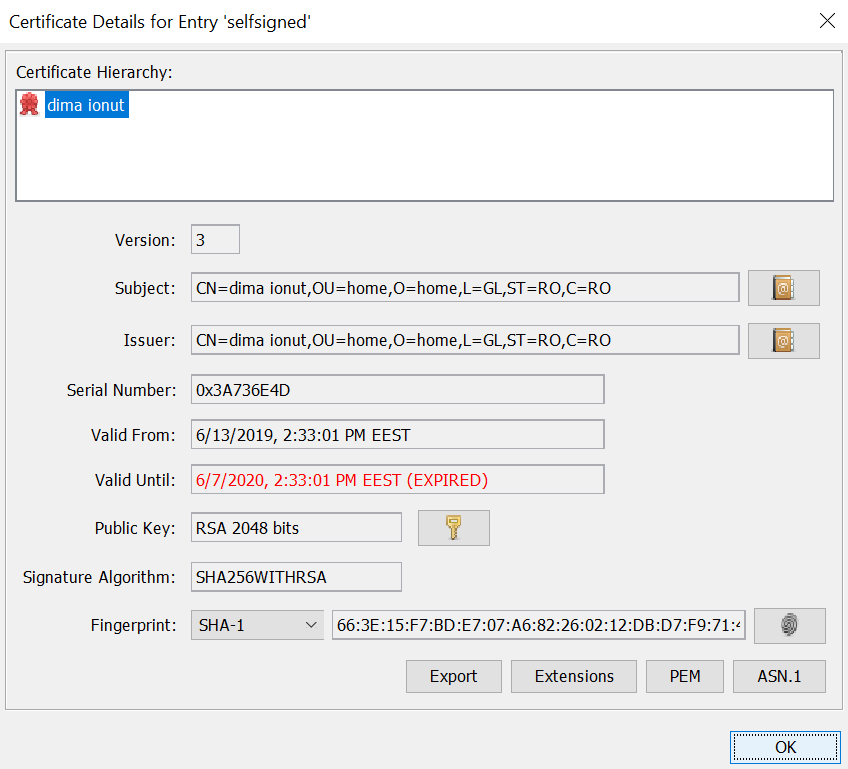 Certificate Details for Entry 'selfsigned'
Certificate Hierarchy:
dima ionut
Version: 3
Subject: CN=dima ionut,OU=home,O=home,L=GL,ST=RO,C=RO
Issuer: CN=dima ionut,OU=home,O=home,L=GL,ST=RO,C=RO
Serial Number: 0x3A736E4D
Valid From: 6/13/2019, 2:33:01 PM EEST
Valid Until: 6/7/2020, 2:33:01 PM EEST (EXPIRED)
Public Key: RSA 2048 bits
Signature Algorithm: SHA256WITHRSA
Fingerprint: SHA-1 66:3E:15:F7:BD:E7:07:A6:82:26:02:12:DB:D7:F9:71:4
Export Extensions PEM ASN.1
OK